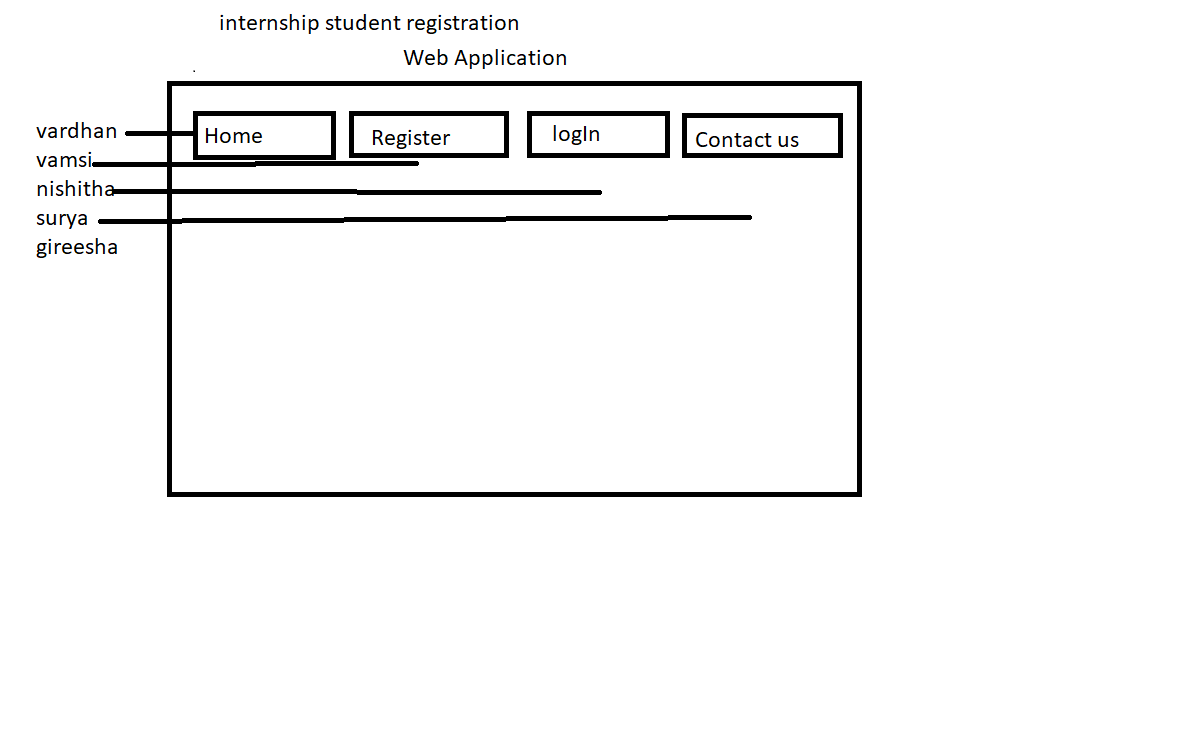 internship student registration
Web Application
Home
Register
logIn
Contact us
vardhan
vamsi
nishitha
surya
gireesha